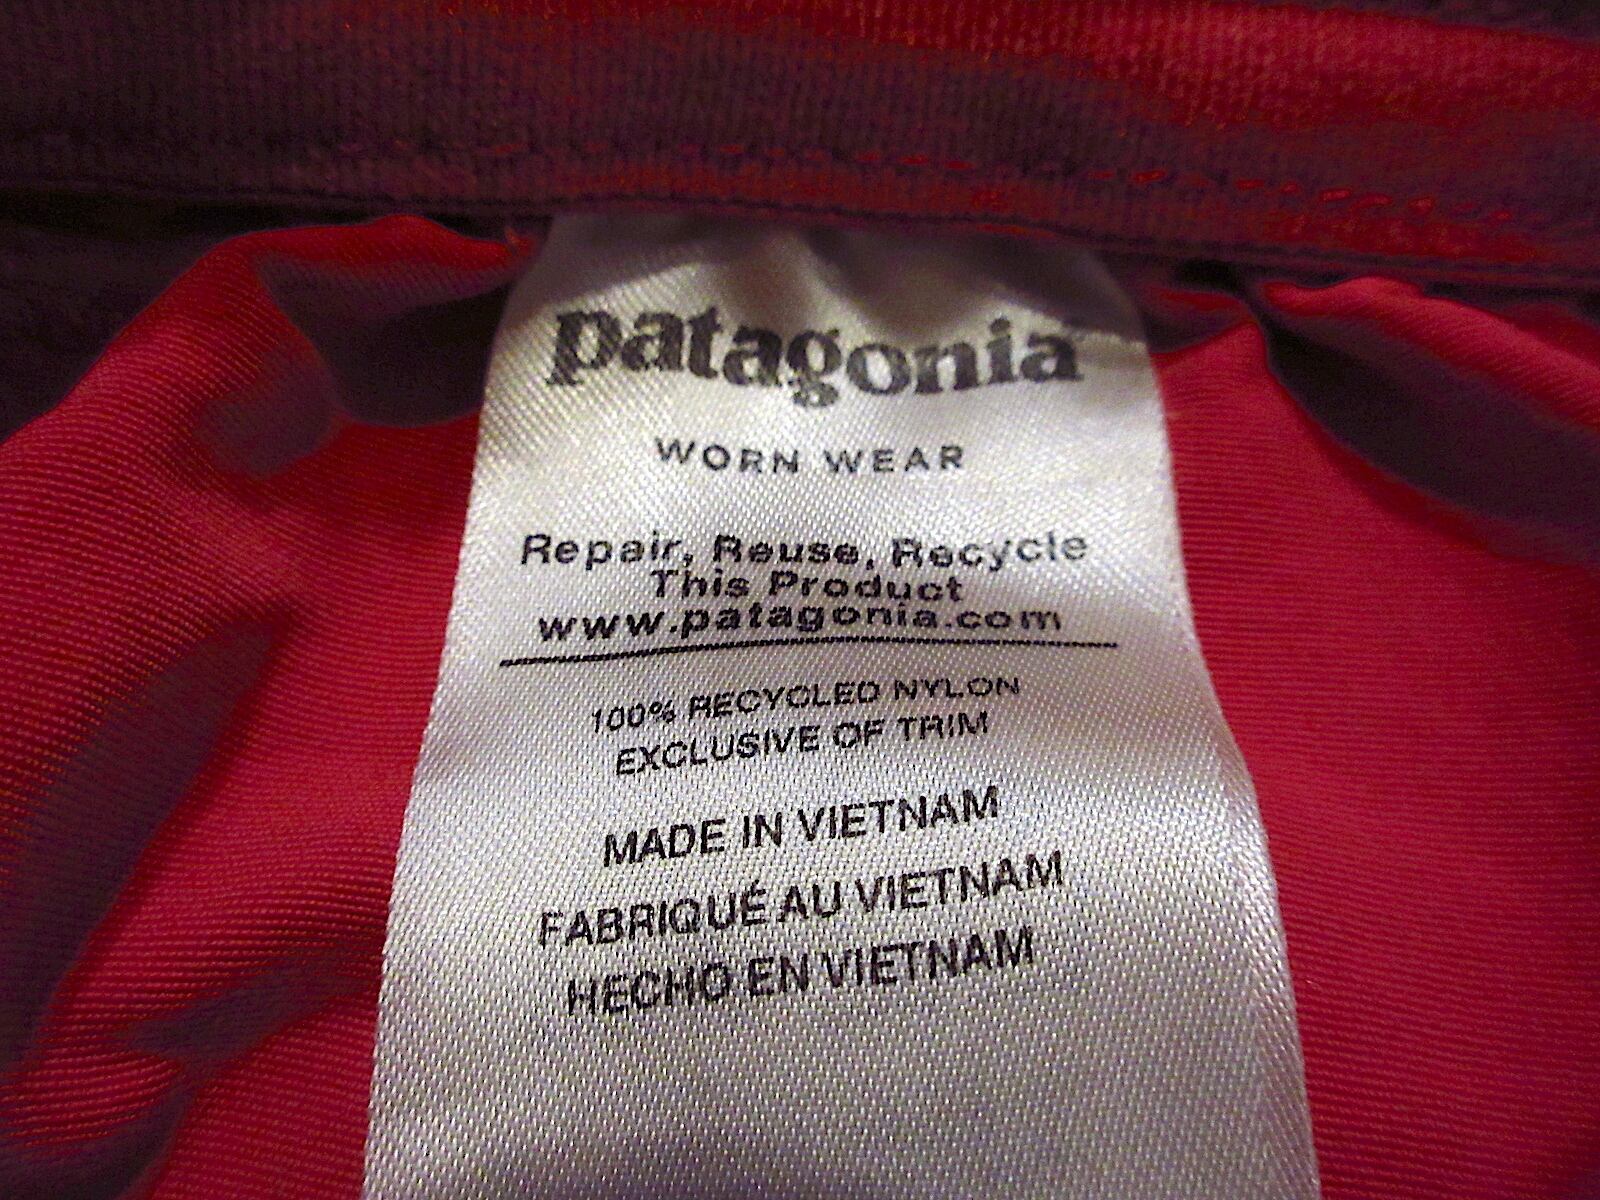 patagonia
WORN WEAR
Repair, Reuse, Recycle
This Product
www.patagonia.com
100% RECYCLED NYLON
EXCLUSIVE OF TRIM
MADE IN VIETNAM
FABRIQUÉ AU VIETNAM
HECHO EN VIETNAM